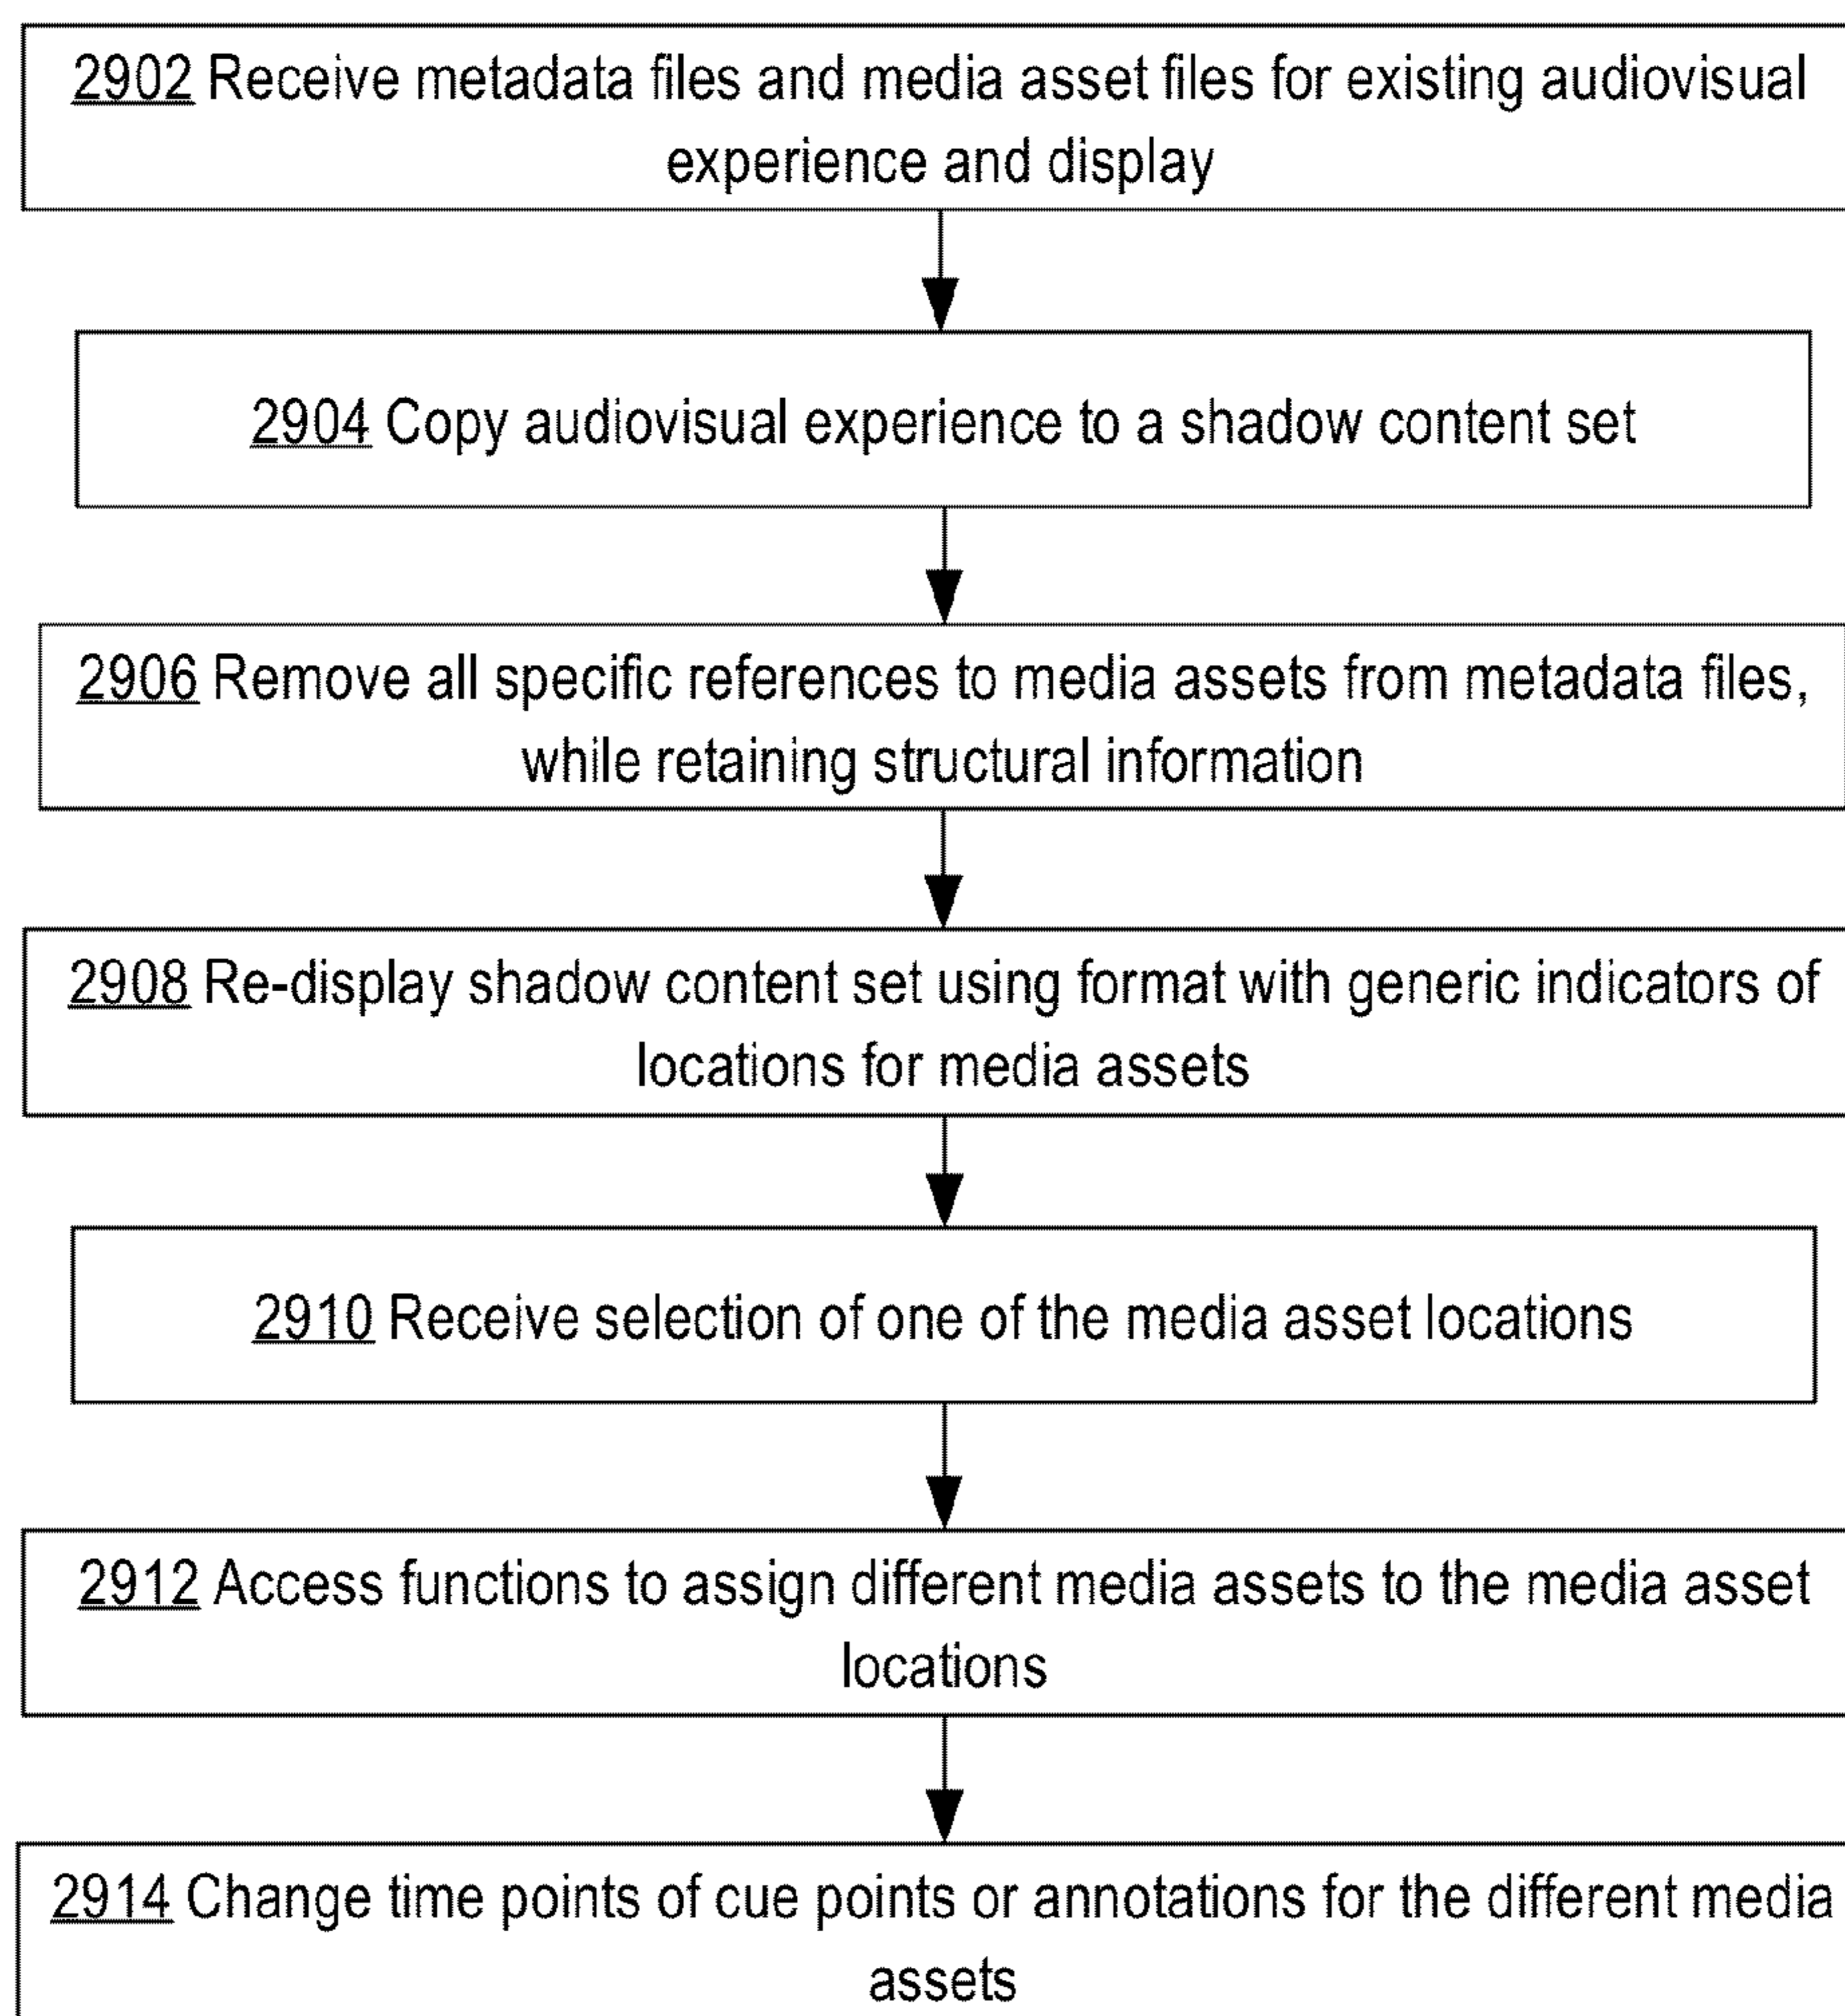 2902 Receive metadata files and media asset files for existing audiovisual
experience and display
2904 Copy audiovisual experience to a shadow content set
2906 Remove all specific references to media assets from metadata files,
while retaining structural information
2908 Re-display shadow content set using format with generic indicators of
locations for media assets
2910 Receive selection of one of the media asset locations
2912 Access functions to assign different media assets to the media asset
locations
2914 Change time points of cue points or annotations for the different media
assets